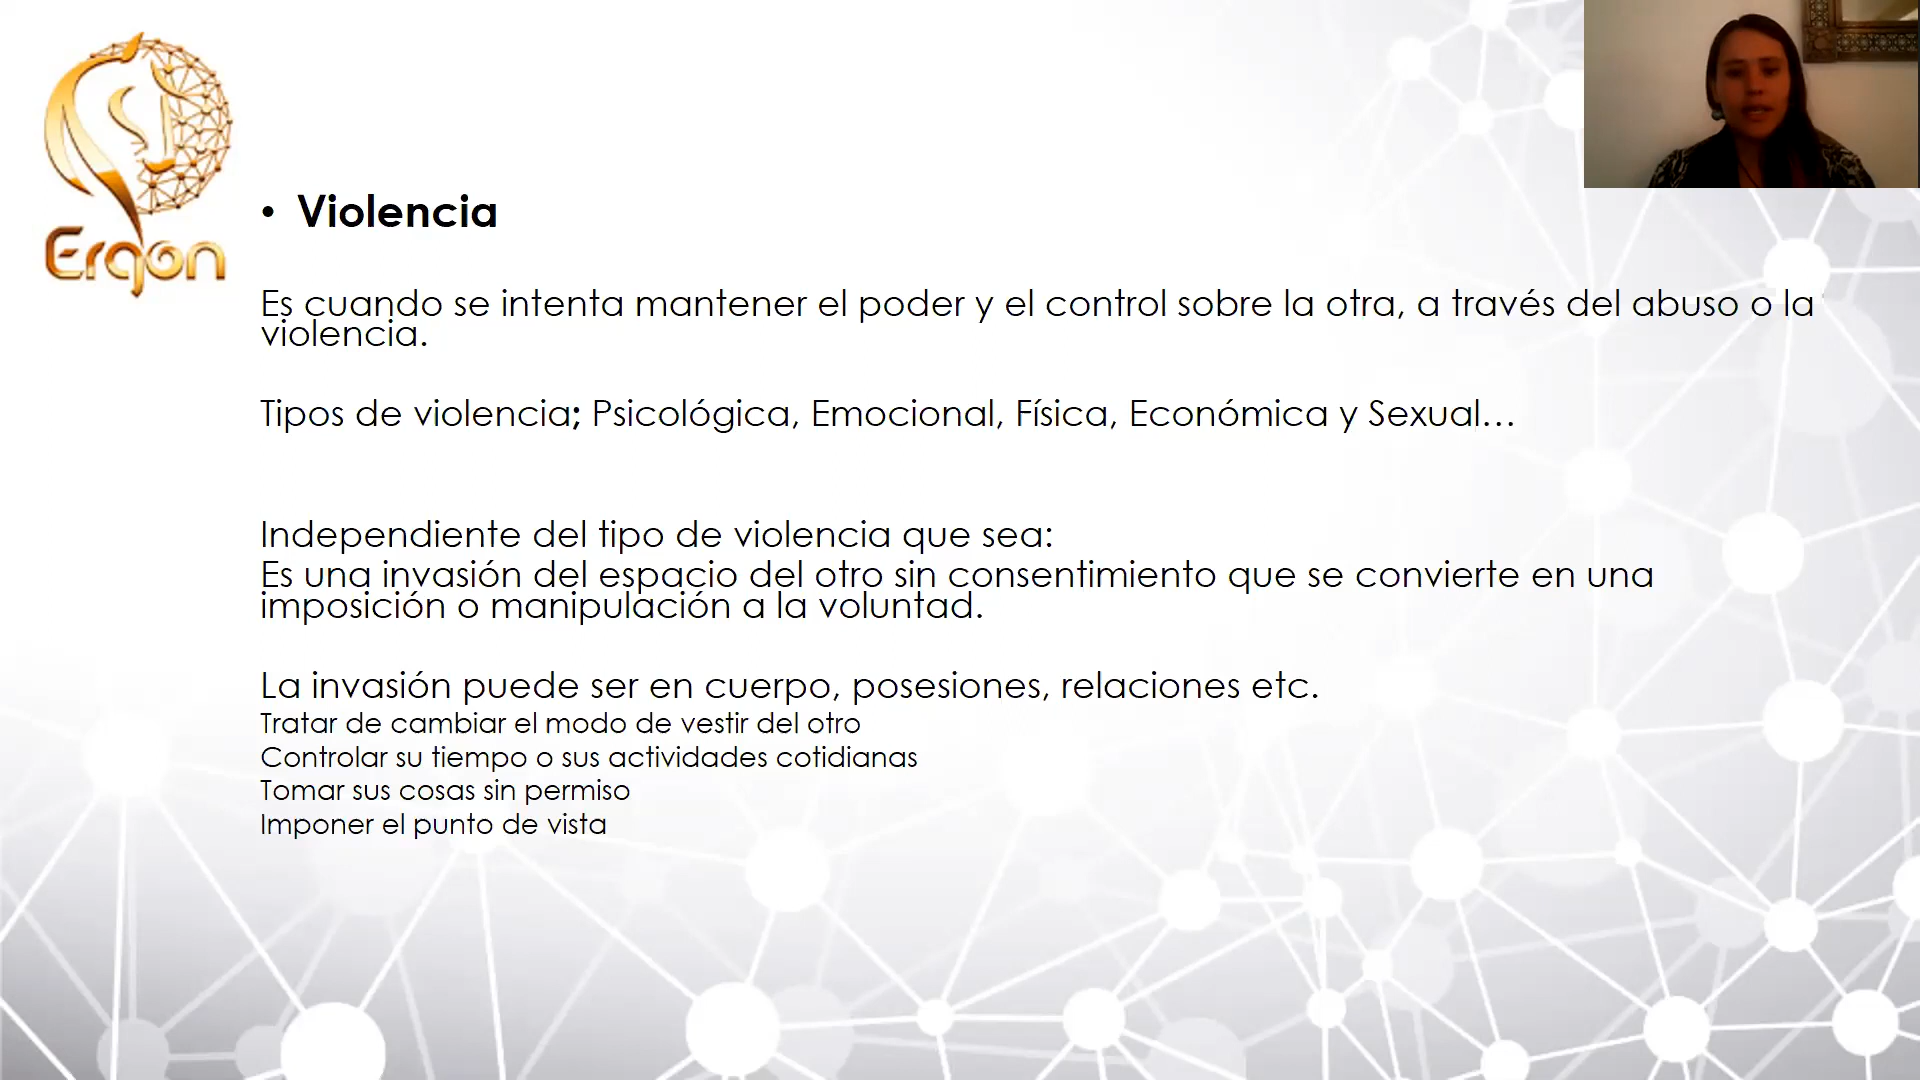 Ergon
• Violencia
Es cuando se intenta mantener el poder y el control sobre la otra, a través del abuso o la
violencia.
Tipos de violencia; Psicológica, Emocional, Física, Económica y Sexual...
Independiente del tipo de violencia que sea:
Es una invasión del espacio del otro sin consentimiento que se convierte en una
imposición o manipulación a la voluntad.
La invasión puede ser en cuerpo, posesiones, relaciones etc.
Tratar de cambiar el modo de vestir del otro
Controlar su tiempo o sus actividades cotidianas
Tomar sus cosas sin permiso
Imponer el punto de vista